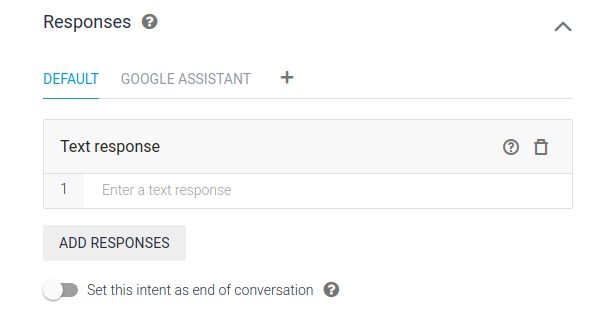 Responses
DEFAULT GOOGLE ASSISTANT
Text response
1 Enter a text response
ADD RESPONSES
Set this intent as end of conversation